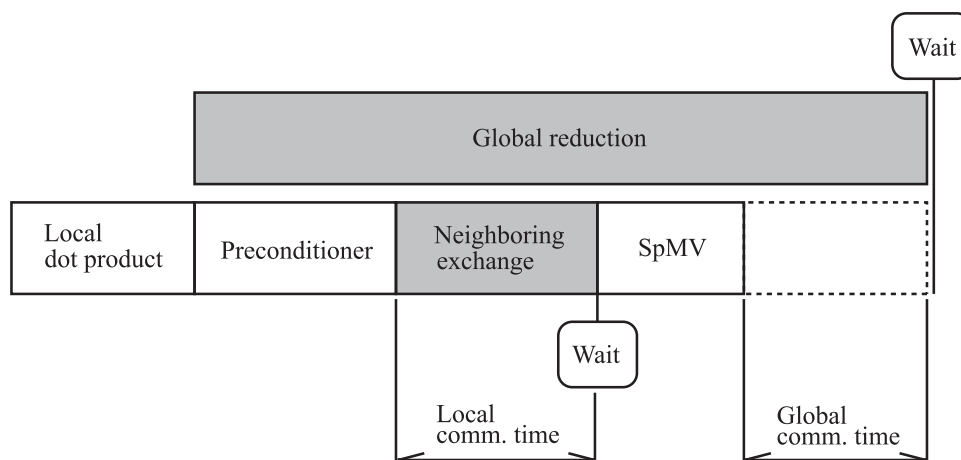 Wait
Global reduction
Local
dot product
Preconditioner
Neighboring
exchange
SpMV
Wait
Local
comm. time
Global
comm. time